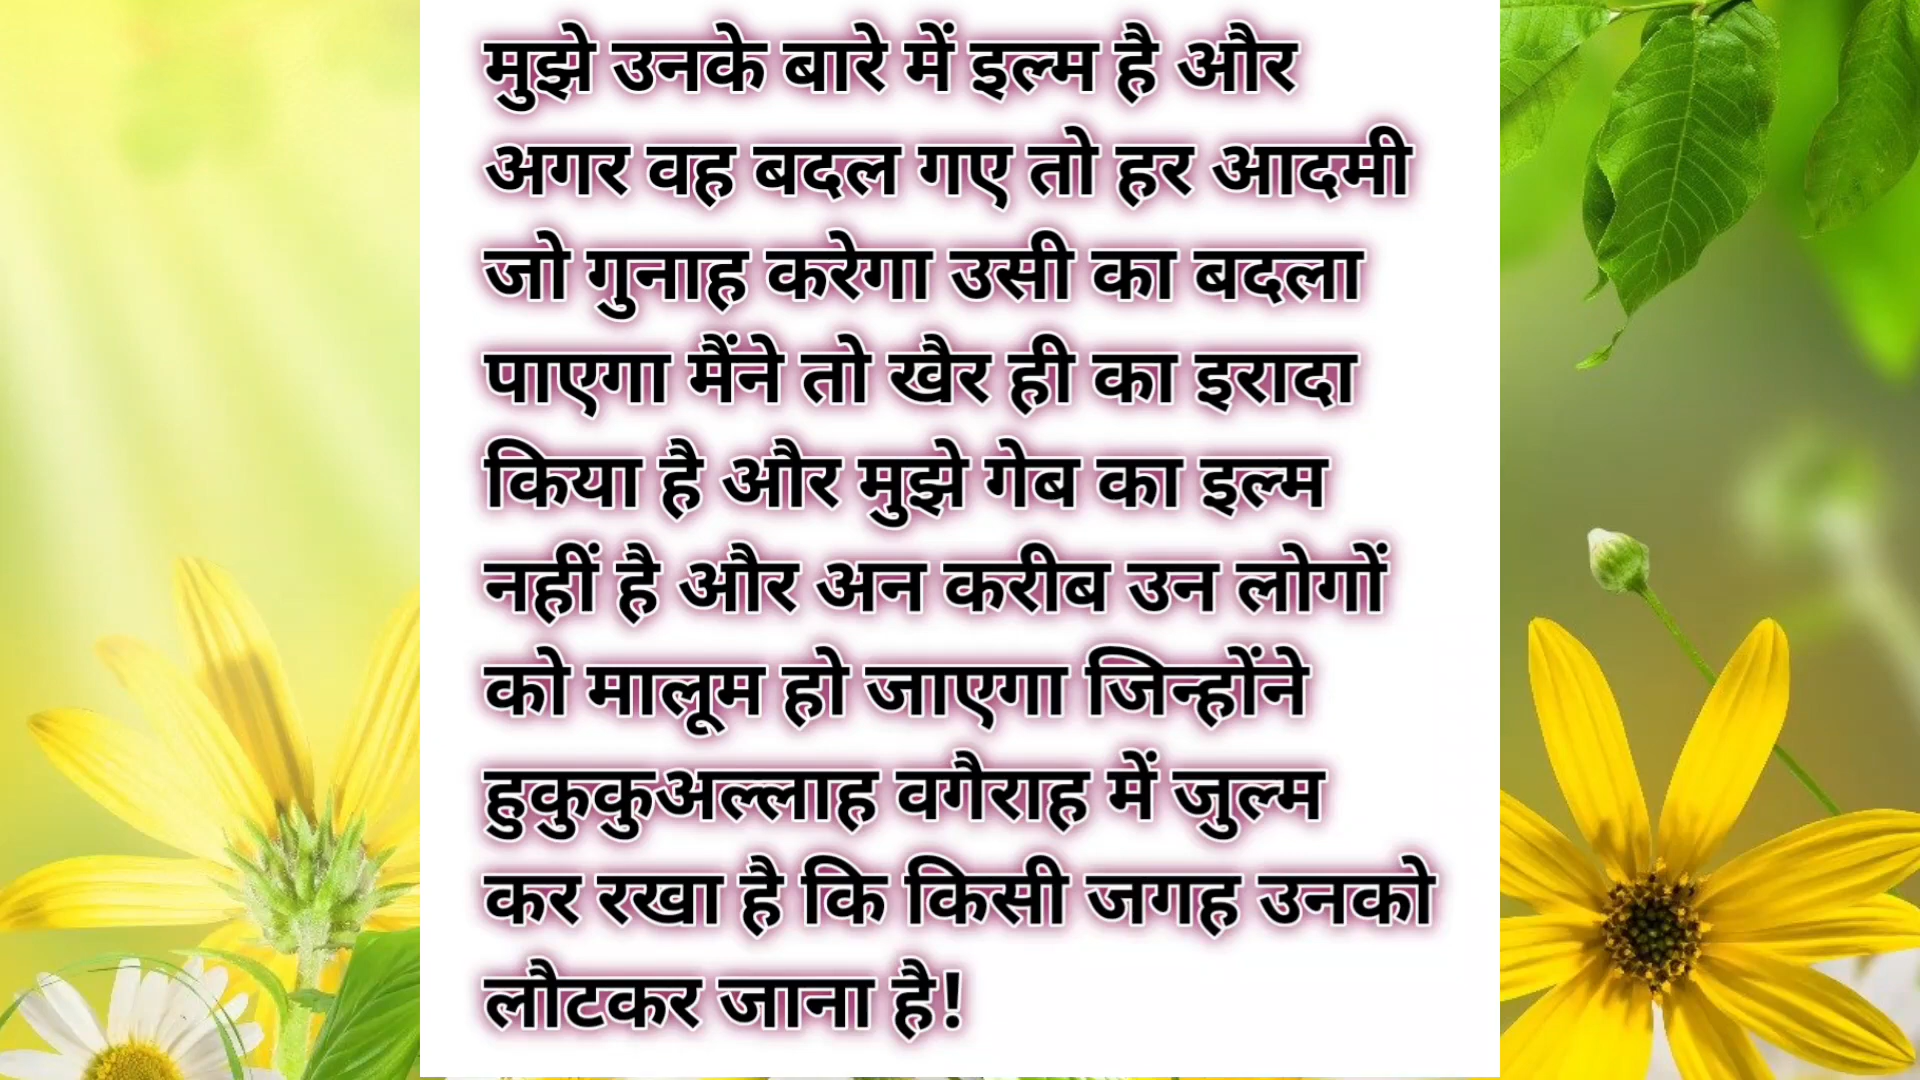 मुझे उनके बारे में इल्म है और
अगर वह बदल गए तो हर आदमी
जो गुनाह करेगा उसी का बदला
पाएगा मैंने तो खैर ही का इरादा
किया है और मुझे गेब का इल्म
नहीं है और अन करीब उन लोगों
को मालूम हो जाएगा जिन्होंने
हुकुकुअल्लाह वगैराह में जुल्म
कर रखा है कि किसी जगह उनको
लौटकर जाना है!